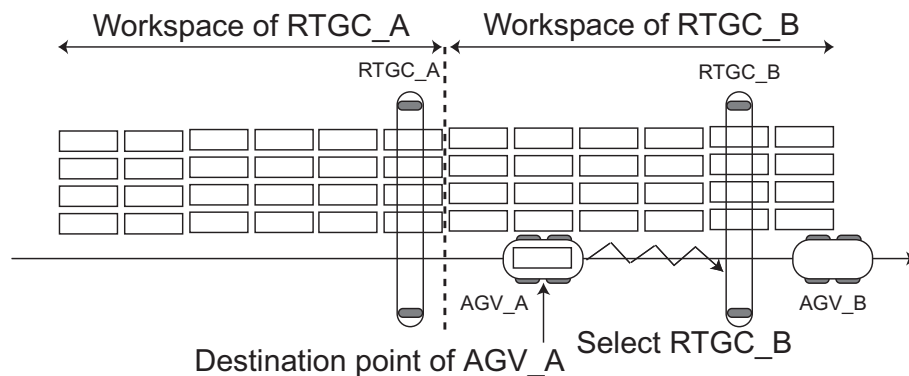 Workspace of RTGC_A
Workspace of RTGC_B
RTGC_A
RTGC_B
AGV_A
AGV_B
Select RTGC_B
Destination point of AGV_A